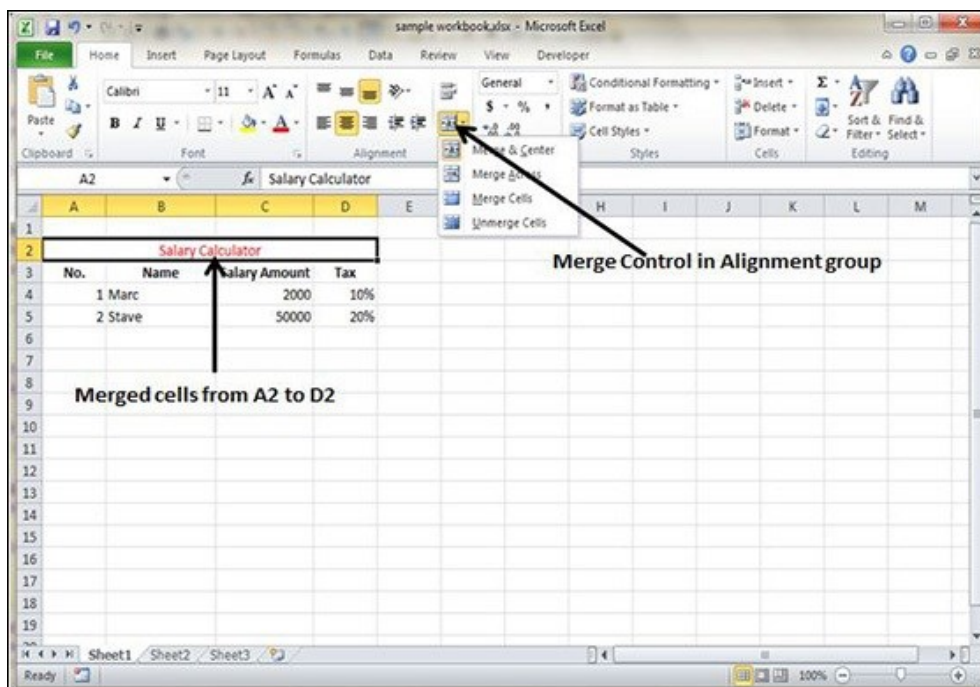 sample workbook.xlsx - Microsoft Excel
File Home Insert Page Layout Formulas Data Review View Developer
Paste
Calibri 11 A A
B I U A
General
$ % ,
Conditional Formatting
Format as Table
Cell Styles
Insert
Delete
Format
Σ
Sort & Filter
Find & Select
Clipboard Font Alignment Styles Cells Editing
Merge & Center
Merge Across
Merge Cells
Unmerge Cells
A2 fx Salary Calculator
A B C D E H I J K L M
1
2 Salary Calculator
3 No. Name Salary Amount Tax
4 1 Marc 2000 10%
5 2 Stave 50000 20%
6
7
8
9
10
11
12
13
14
15
16
17
18
19
Merge Control in Alignment group
Merged cells from A2 to D2
Sheet1 Sheet2 Sheet3
Ready 100%